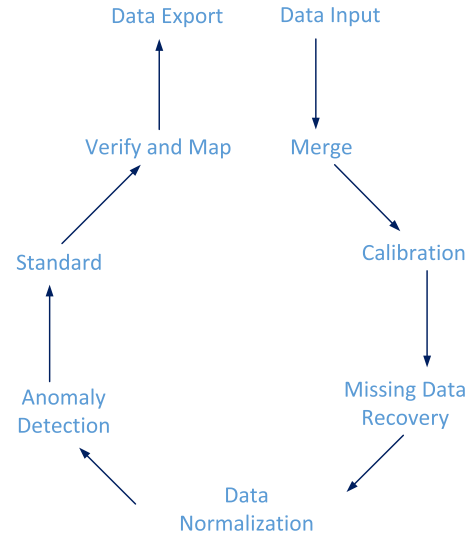 Data Export
Data Input
Verify and Map
Merge
Standard
Calibration
Anomaly
Detection
Missing Data
Recovery
Data
Normalization